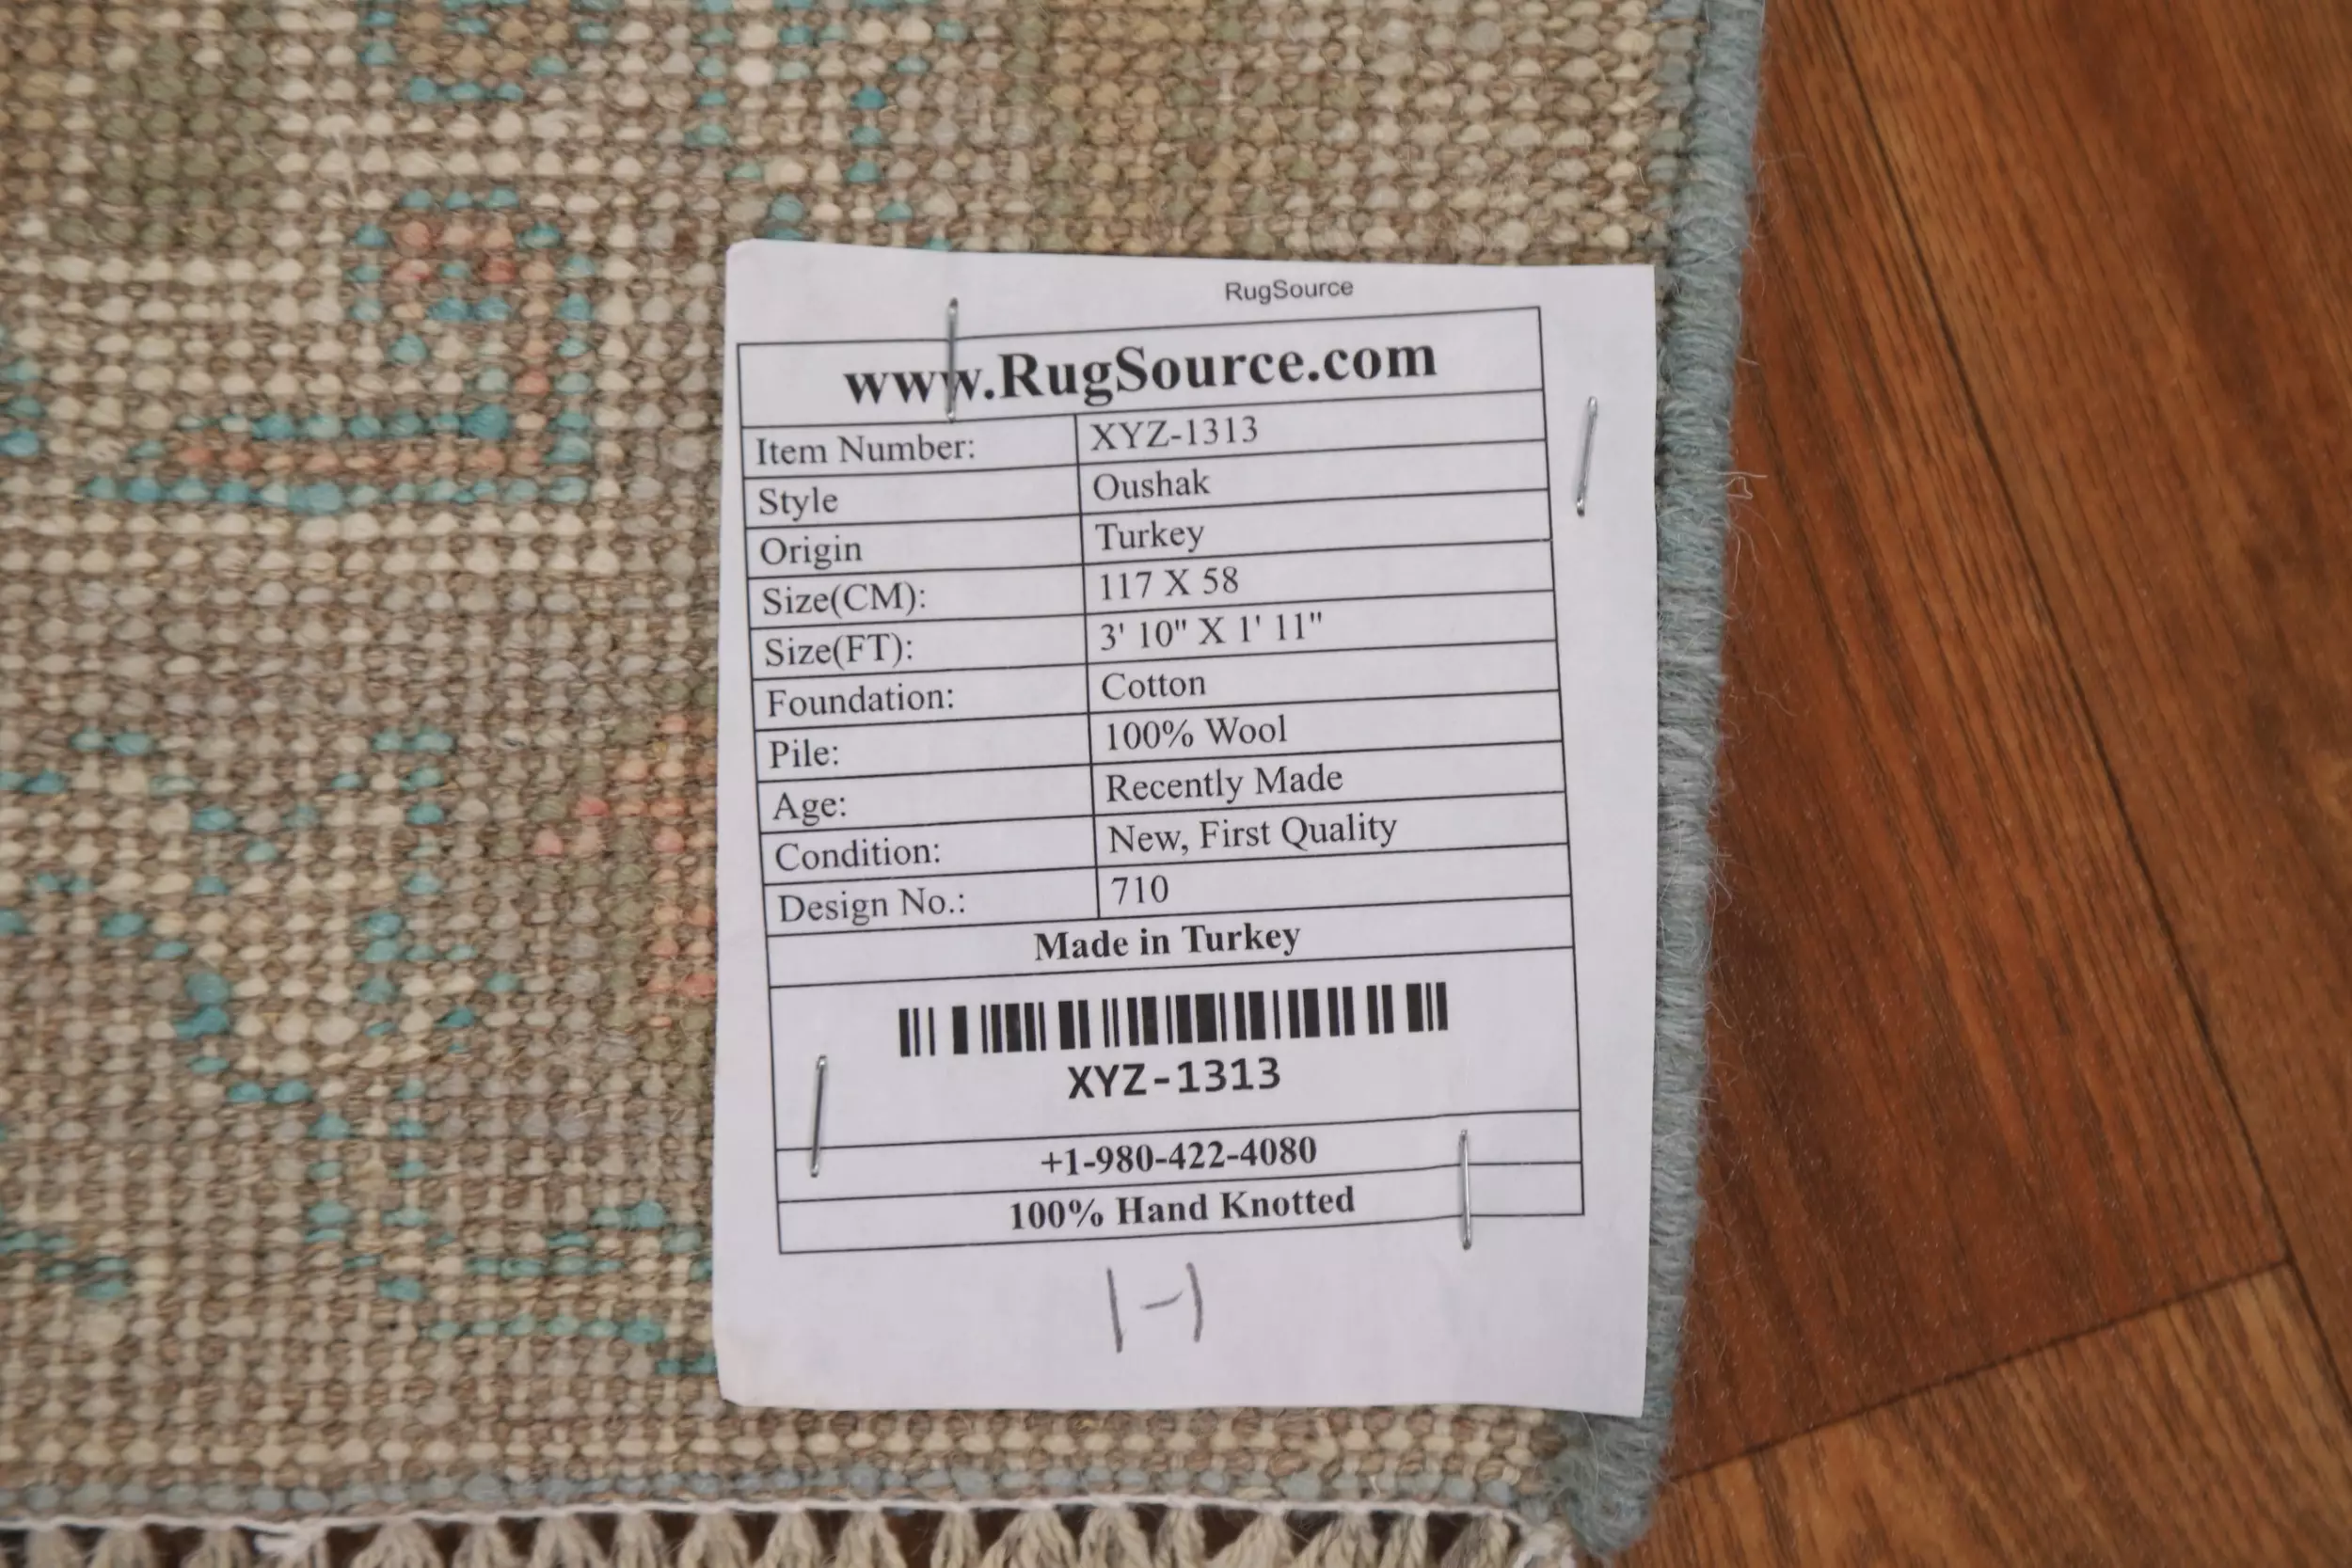 RugSource
www.RugSource.com
Item Number: XYZ-1313
Style Oushak
Origin Turkey
Size(CM): 117 X 58
Size(FT): 3' 10" X 1' 11"
Foundation: Cotton
Pile: 100% Wool
Age: Recently Made
Condition: New, First Quality
Design No.: 710
Made in Turkey
XYZ-1313
+1-980-422-4080
100% Hand Knotted
1-1